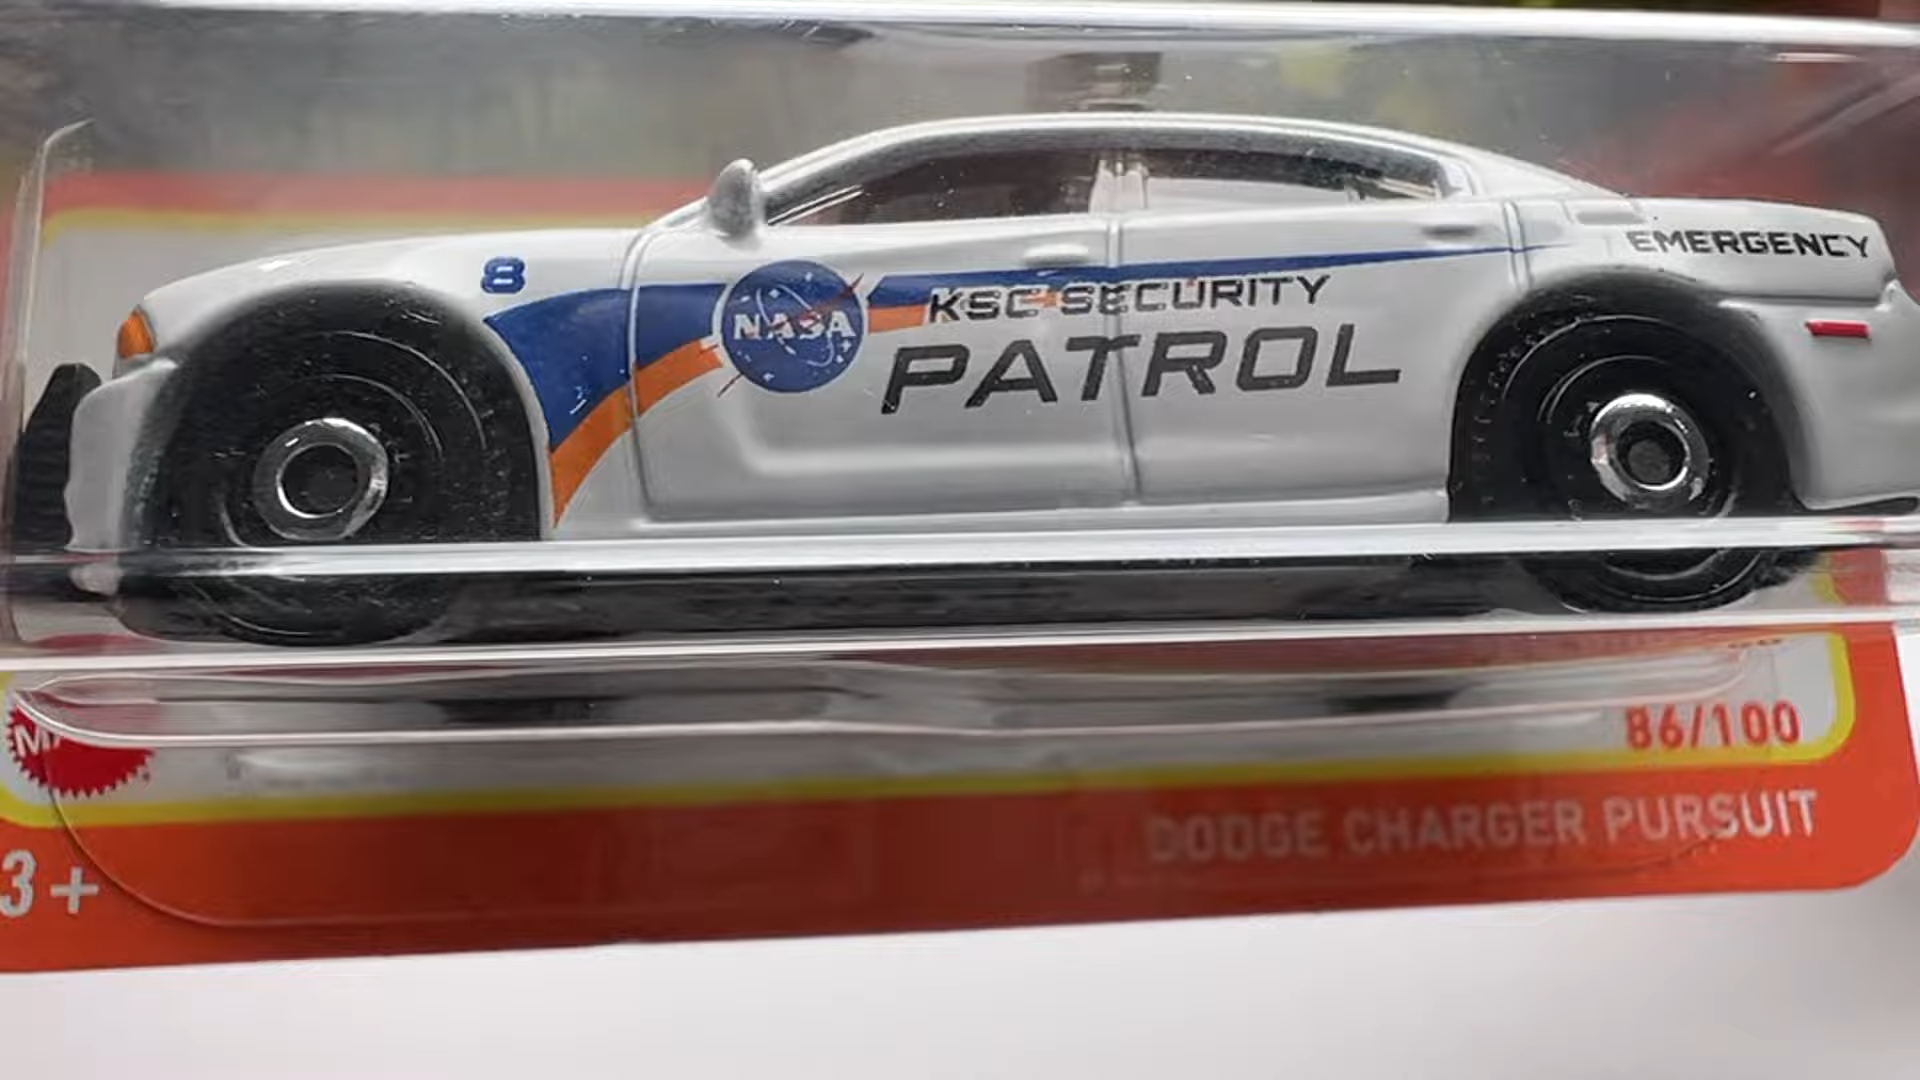 8
NASA
KSC SECURITY
PATROL
EMERGENCY
86/100
DODGE CHARGER PURSUIT
3+